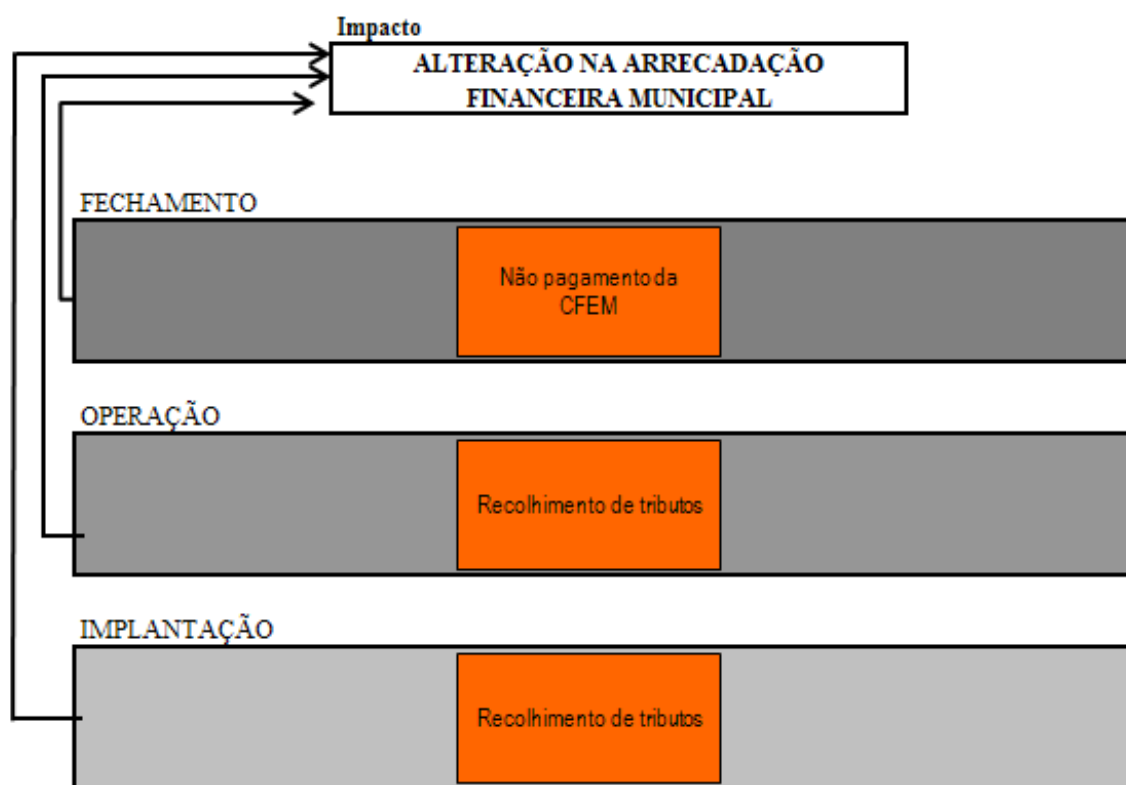 Impacto
ALTERAÇÃO NA ARRECADAÇÃO
FINANCEIRA MUNICIPAL
FECHAMENTO
Não pagamento da
CFEM
OPERAÇÃO
Recolhimento de tributos
IMPLANTAÇÃO
Recolhimento de tributos